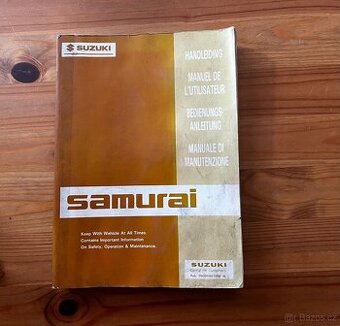 SUZUKI
HANDLEIDING
MANUEL DE
L'UTILISATEUR
BEDIENUNGS-
ANLEITUNG
MANUALE DI
MANUTENZIONE
samurai
Keep With Vehicle At All Times.
Contains Important Information
On Safety, Operation & Maintenance.
SUZUKI